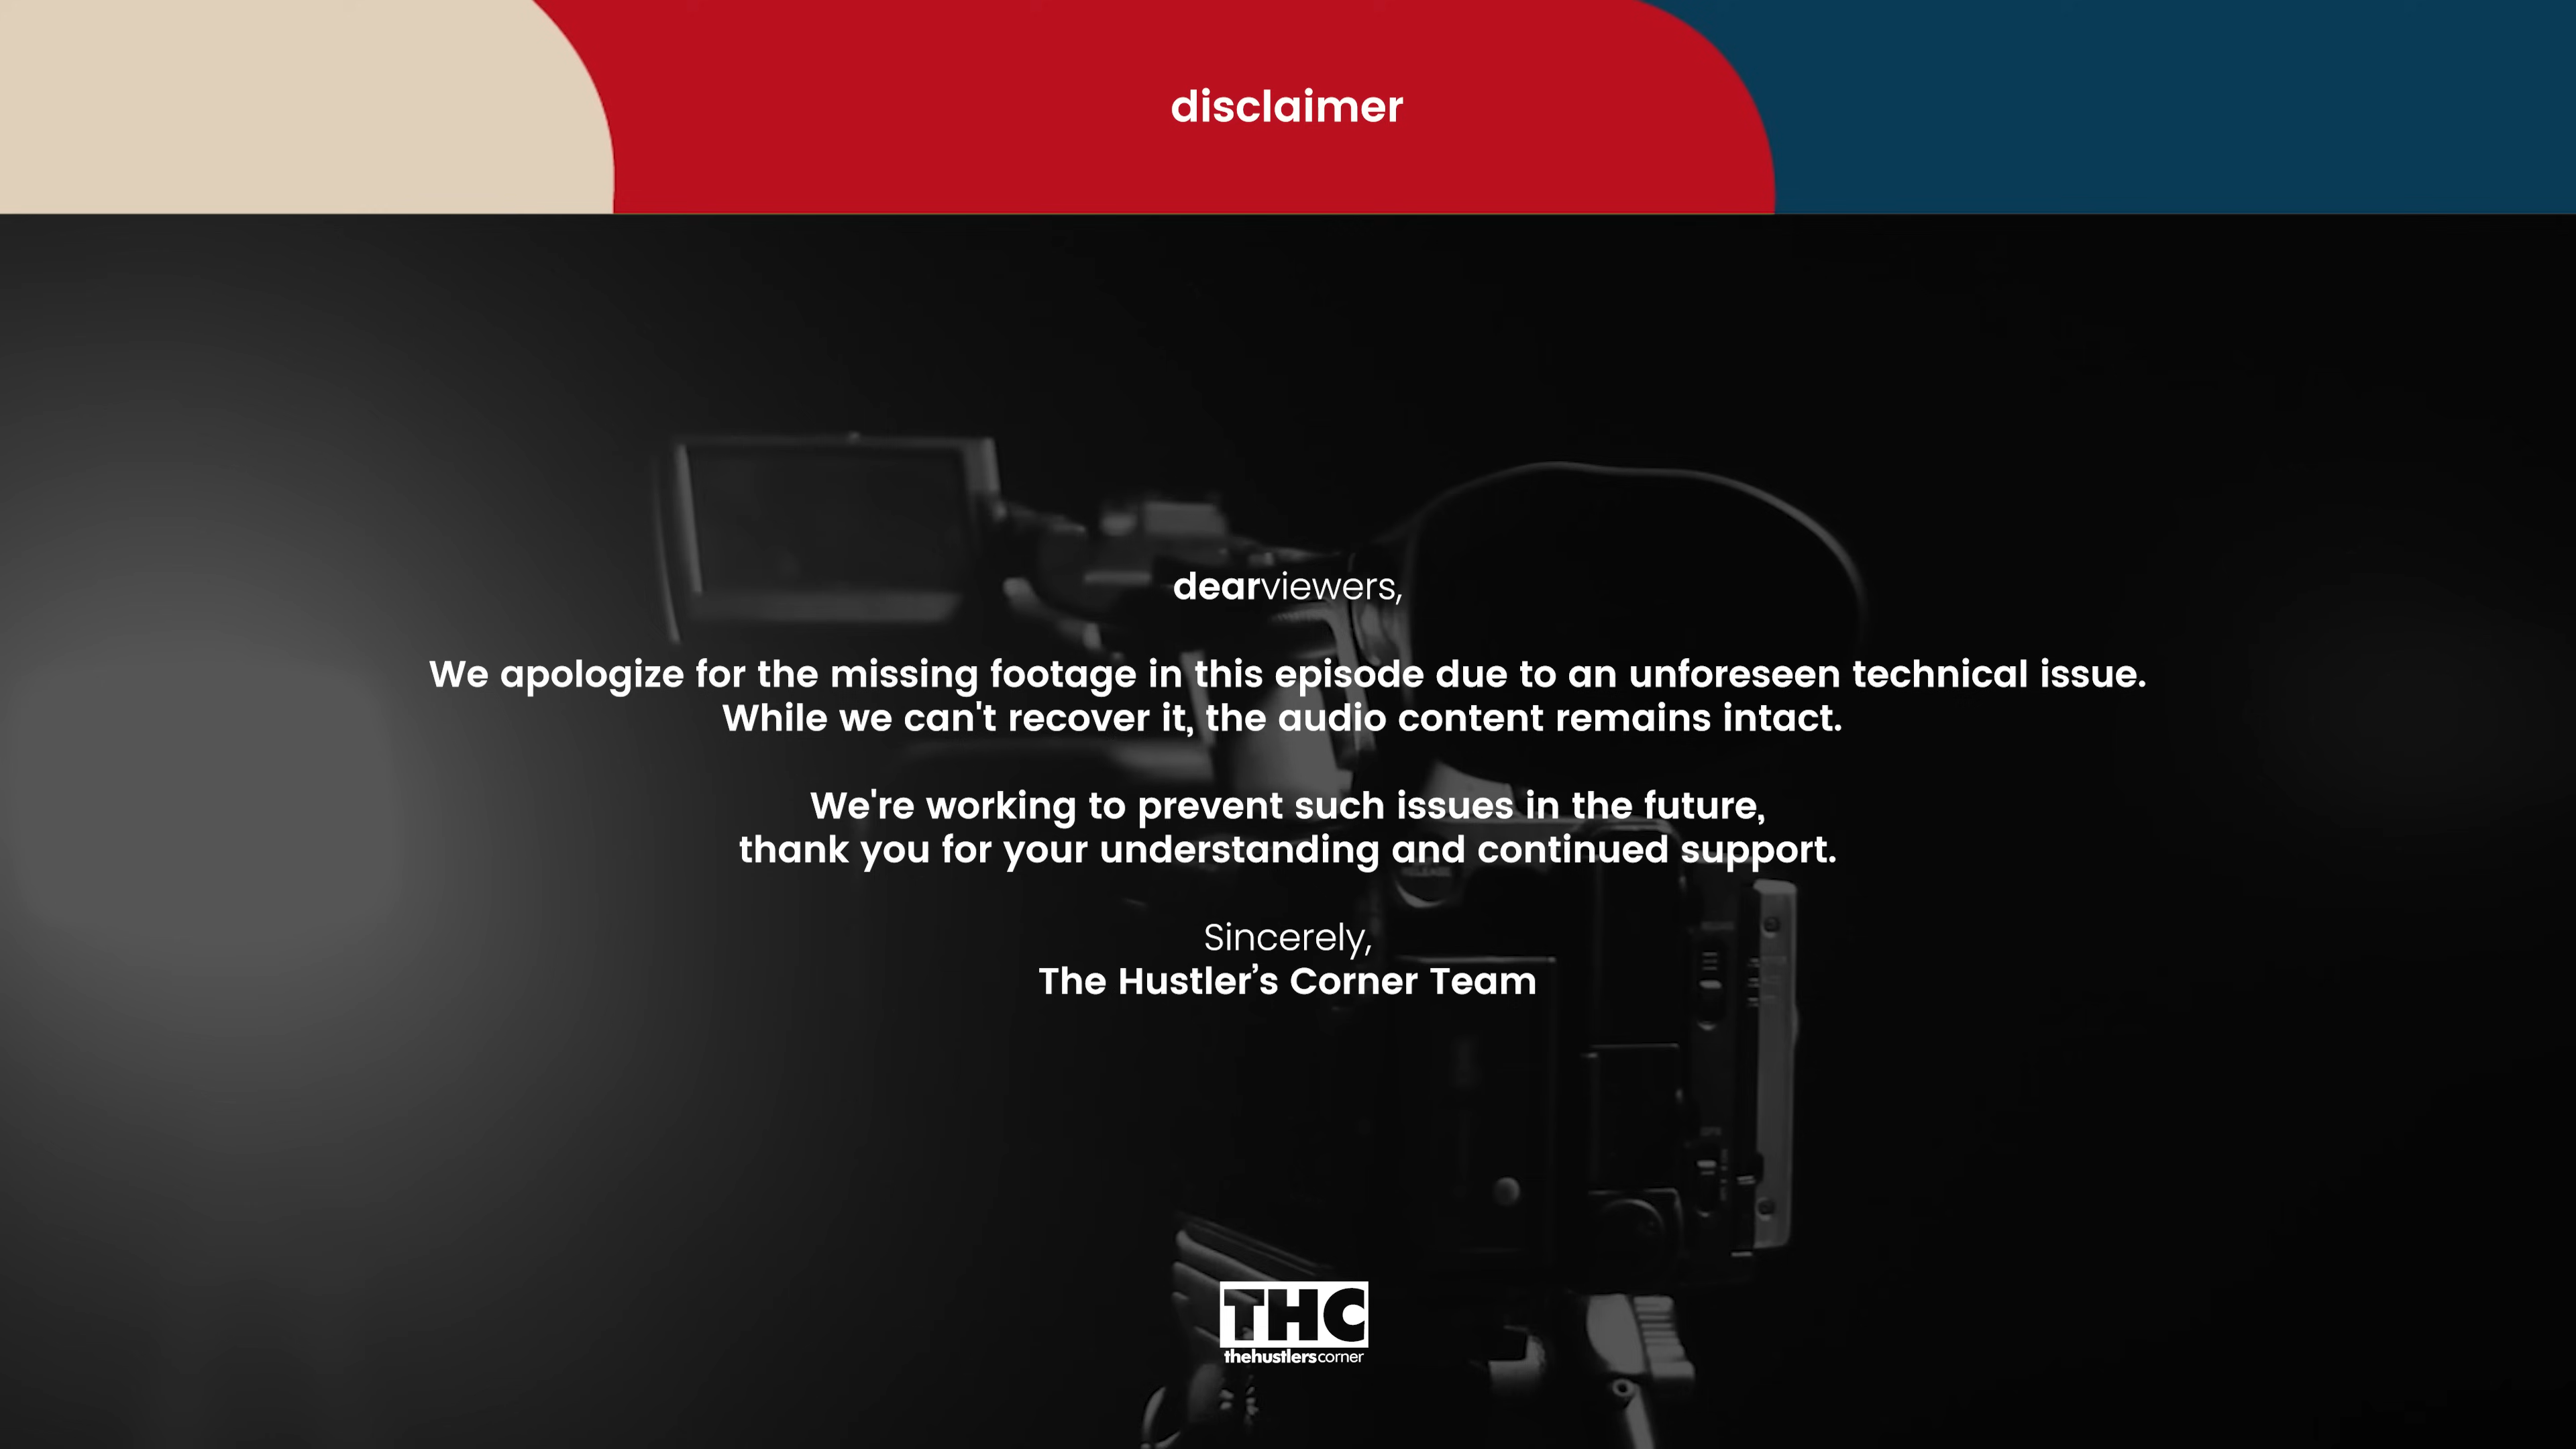 disclaimer
dearviewers,
We apologize for the missing footage in this episode due to an unforeseen technical issue.
While we can't recover it, the audio content remains intact.
We're working to prevent such issues in the future,
thank you for your understanding and continued support.
Sincerely,
The Hustler’s Corner Team
THC
thehustlerscorner